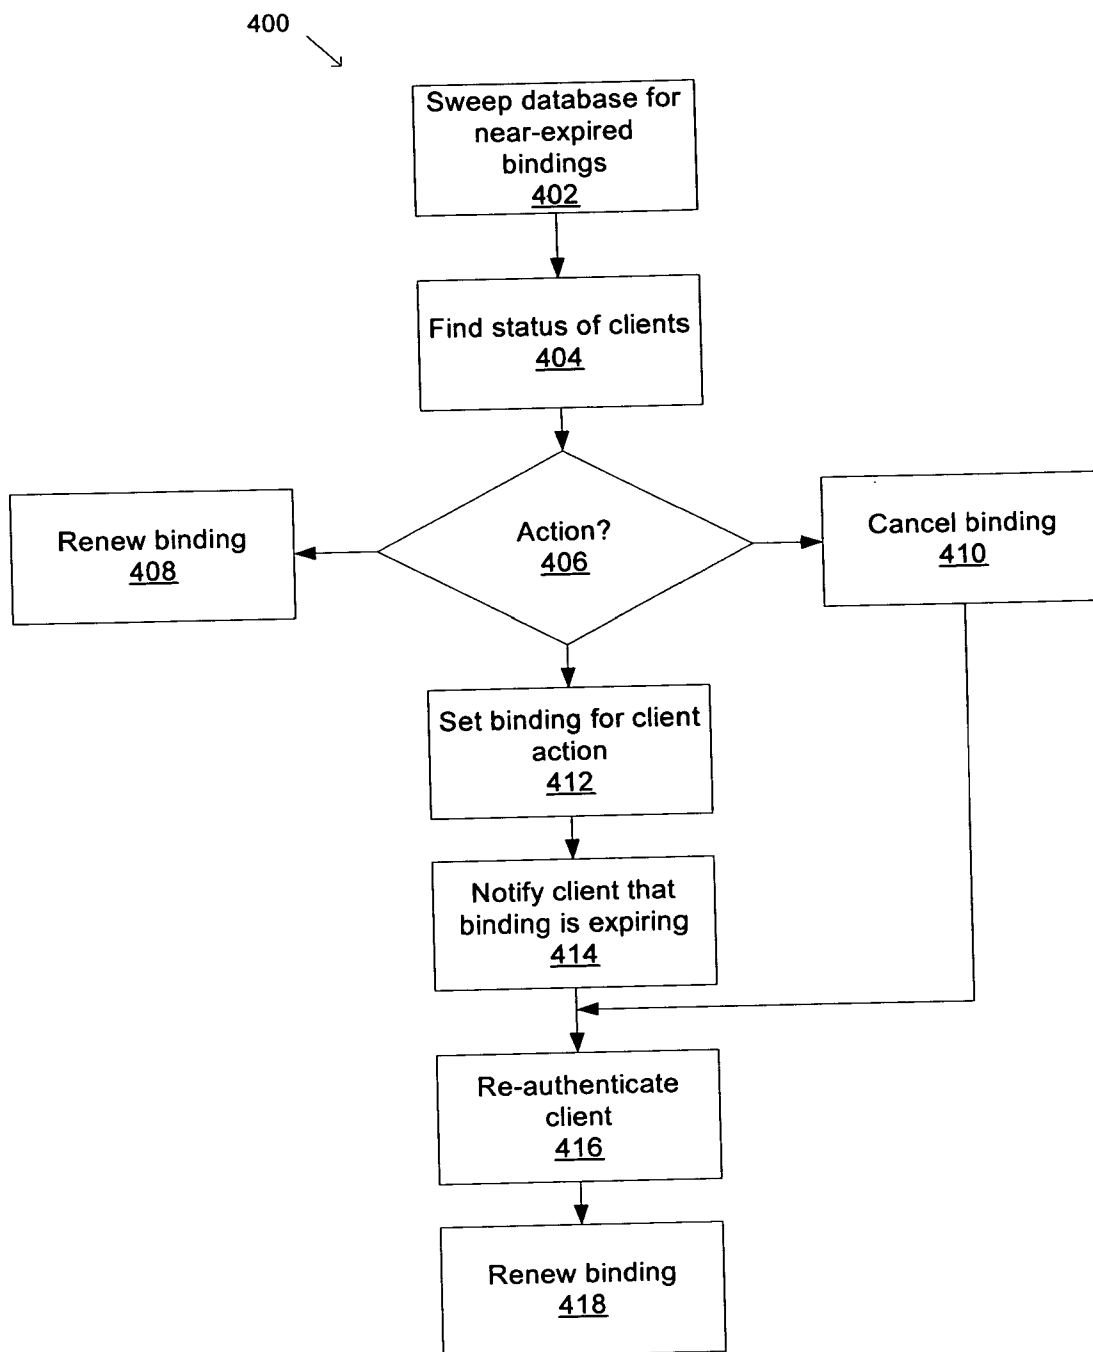 400
Sweep database for
near-expired
bindings
402
Find status of clients
404
Action?
406
Renew binding
408
Cancel binding
410
Set binding for client
action
412
Notify client that
binding is expiring
414
Re-authenticate
client
416
Renew binding
418